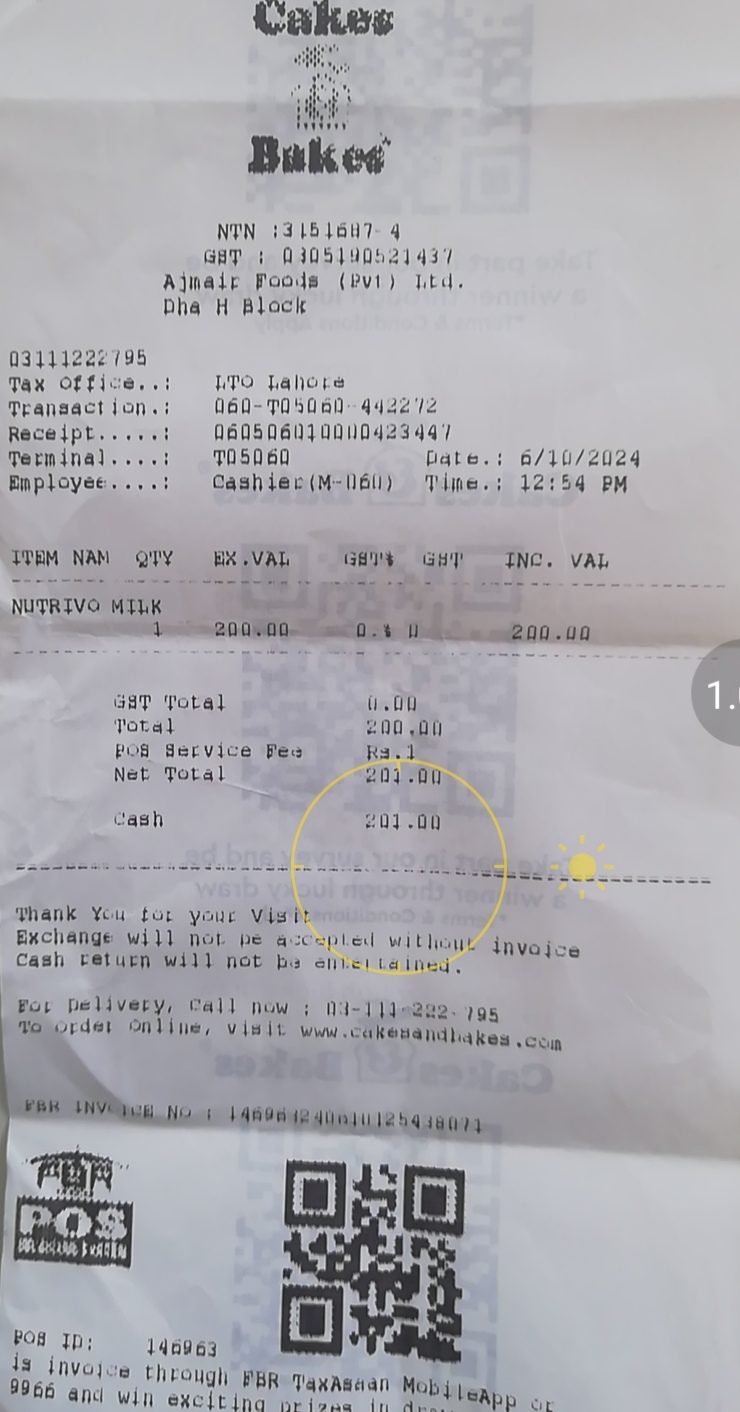 Cakes
Bakes
NTN :3151687-4
GST : 0305190521437
Ajmair Foods (Pvt) Ltd.
Dha H Block
03111222795
Tax Office..: LTO Lahore
Transaction.: 060-T05060-442272
Receipt.....: 060506010000423447
Terminal....: T05060 Date.: 6/10/2024
Employee....: Cashier(M-060) Time.: 12:54 PM
ITEM NAM QTY EX.VAL GST% GST INC. VAL
NUTRIVO MILK
1 200.00 0.% 0 200.00
GST Total 0.00
Total 200.00
POS Service Fee Rs.1
Net Total 201.00
Cash 201.00
Thank You for your Visit
Exchange will not be accepted without invoice
Cash return will not be entertained.
For Delivery, Call now : 03-111-222-795
To order Online, visit www.cakesandbakes.com
FBR INVOICE No :
POS
POS ID: 146963
is invoice through FBR TaxAsaan MobileApp or
9966 and win exciting prizes in
1.